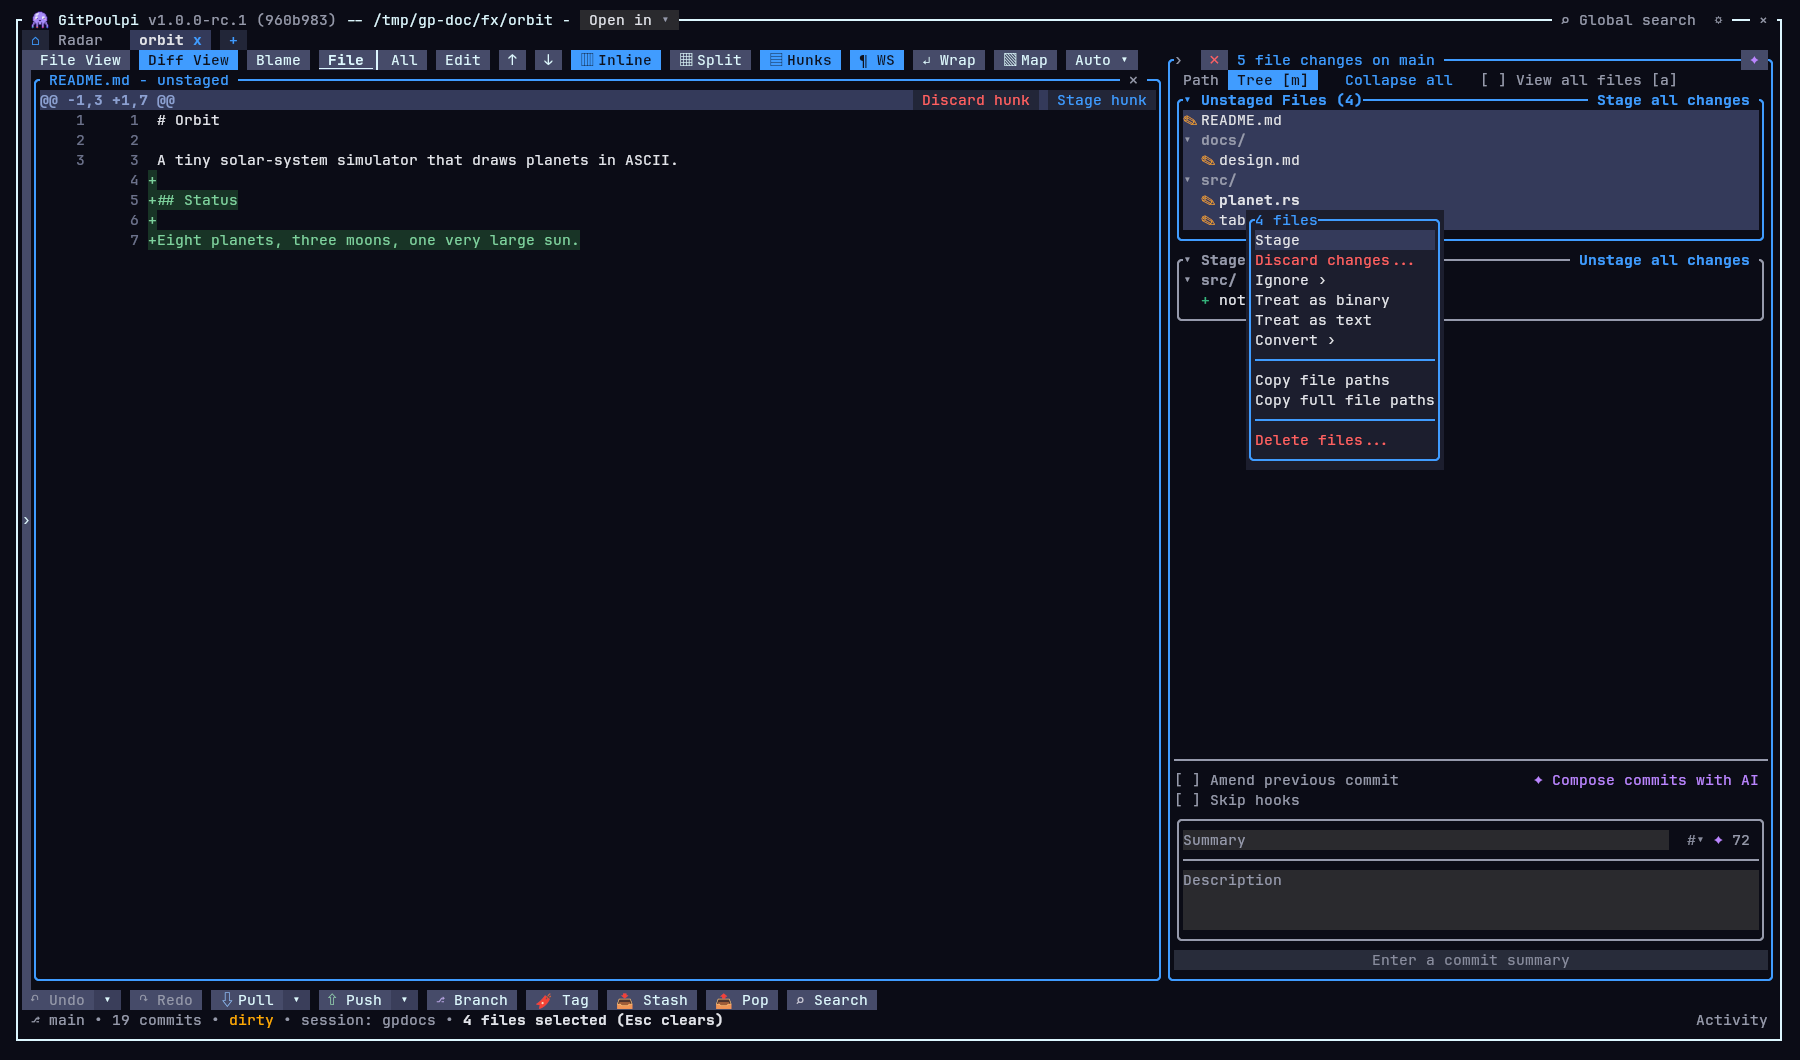 GitPoulpi v1.0.0-rc.1 (960b983) —— /tmp/gp-doc/fx/orbit - Open in ▾ ⌕ Global search ⚙ — ×
⌂ Radar orbit x +
File View Diff View Blame File All Edit ↑ ↓ Inline Split Hunks ¶ WS ↲ Wrap Map Auto ▾
› ✕ 5 file changes on main ✦
README.md - unstaged ×
Path Tree [m] Collapse all [ ] View all files [a]
@@ -1,3 +1,7 @@ Discard hunk Stage hunk
▾ Unstaged Files (4) Stage all changes
1 1 # Orbit
2 2
3 3 A tiny solar-system simulator that draws planets in ASCII.
4 +
5 +## Status
6 +
7 +Eight planets, three moons, one very large sun.
README.md
▾ docs/
design.md
▾ src/
planet.rs
tab
▾ Stage Unstage all changes
▾ src/
+ not
4 files
Stage
Discard changes...
Ignore ›
Treat as binary
Treat as text
Convert ›
Copy file paths
Copy full file paths
Delete files...
›
[ ] Amend previous commit ✦ Compose commits with AI
[ ] Skip hooks
Summary #▾ ✦ 72
Description
Enter a commit summary
Undo ▾ Redo Pull ▾ Push ▾ Branch Tag Stash Pop ⌕ Search
main • 19 commits • dirty • session: gpdocs • 4 files selected (Esc clears) Activity